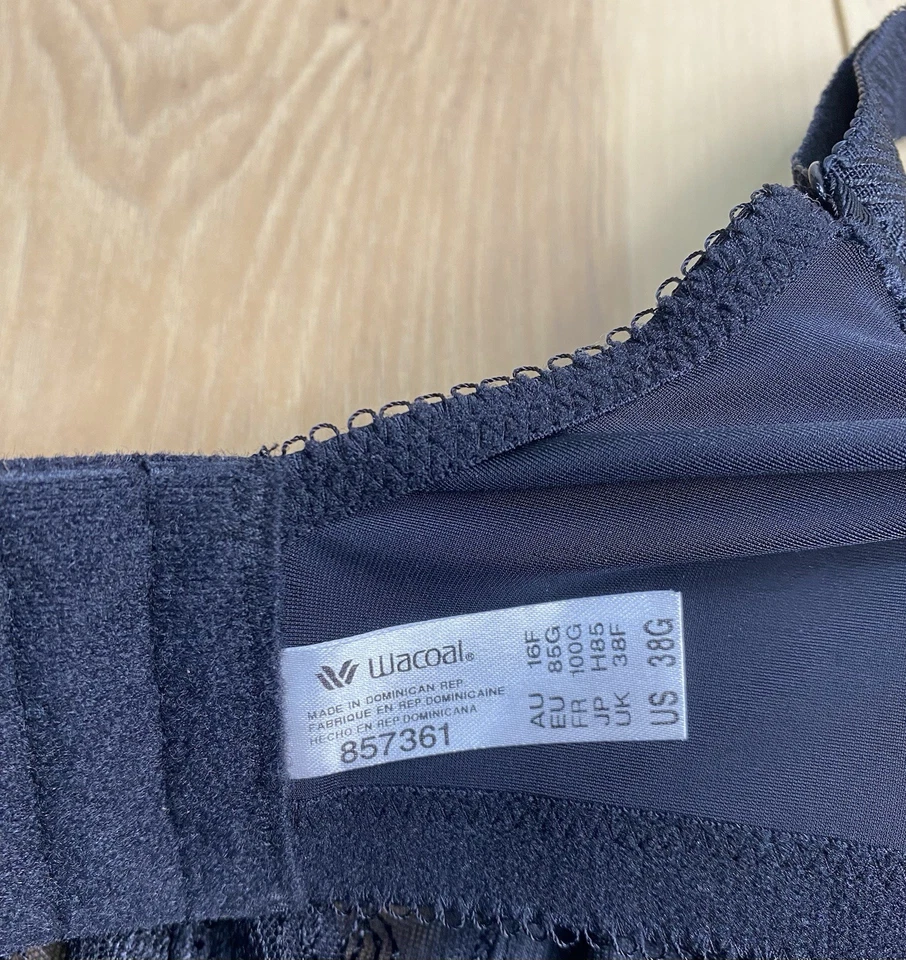 Wacoal®
MADE IN DOMINICAN REP.
FABRIQUE EN REP. DOMINICAINE
HECHO EN REP. DOMINICANA
857361
AU 16F
EU 85G
FR 100G
JP H85
UK 38F
US 38G